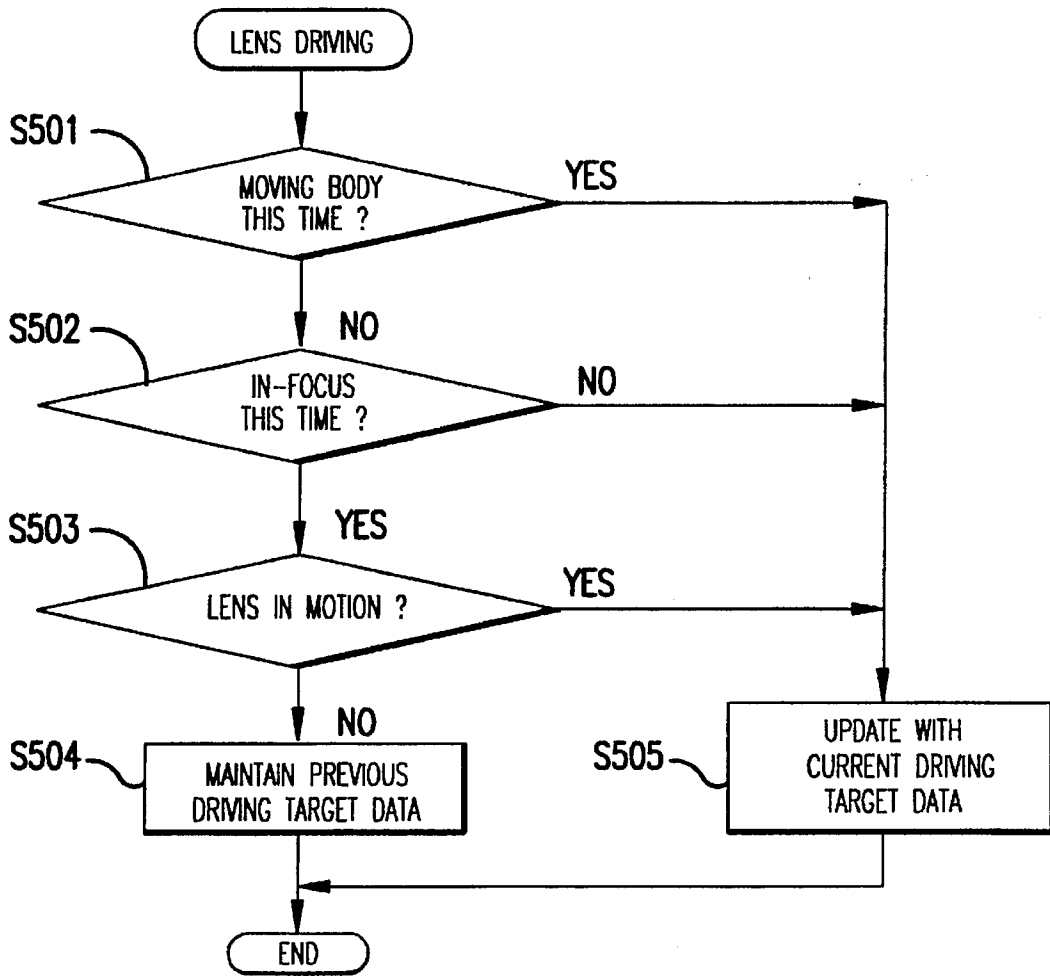 LENS DRIVING
S501
MOVING BODY
THIS TIME ?
YES
NO
S502
IN-FOCUS
THIS TIME ?
NO
YES
S503
LENS IN MOTION ?
YES
NO
S504
MAINTAIN PREVIOUS
DRIVING TARGET DATA
S505
UPDATE WITH
CURRENT DRIVING
TARGET DATA
END